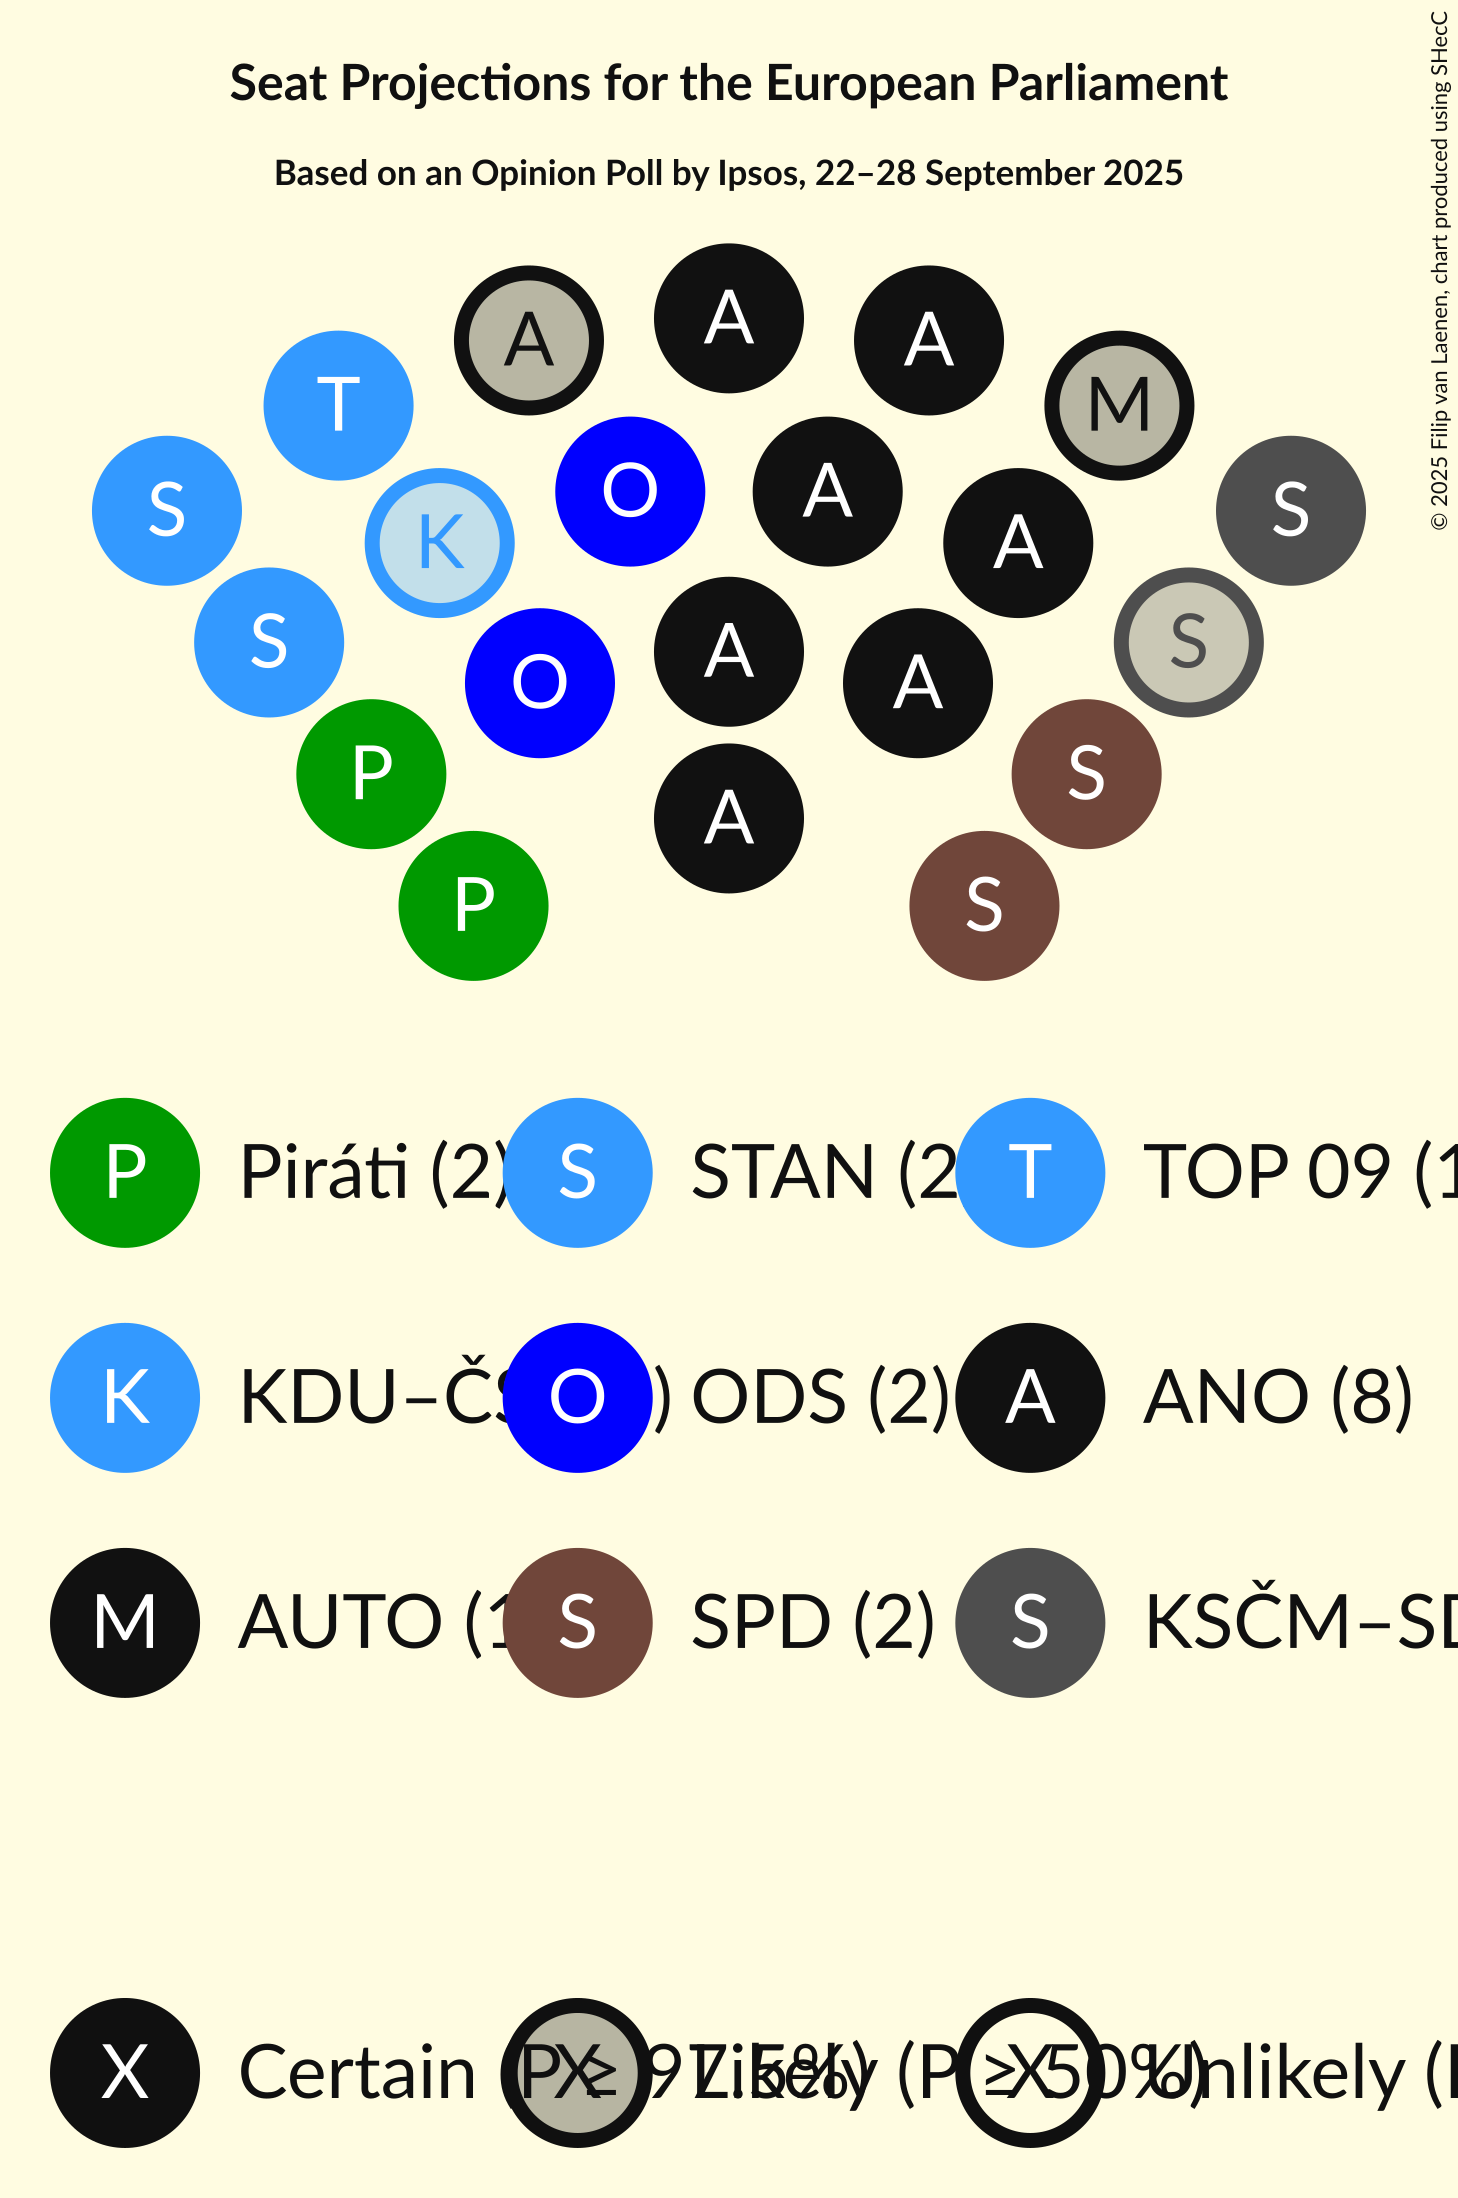 Seat Projections for the European Parliament
Based on an Opinion Poll by Ipsos, 22–28 September 2025
© 2025 Filip van Laenen, chart produced using SHecC
A
A A
T M
S O A S
K A
S A S
O A
P A S
P S
P Piráti (2) S STAN (2 T TOP 09 (1
K KDU–ČS ) O ODS (2) A ANO (8)
M AUTO (1 S SPD (2) S KSČM–SD
X Certain (P ≥ 97.5%) X Likely (P ≥ 50%) X Unlikely (